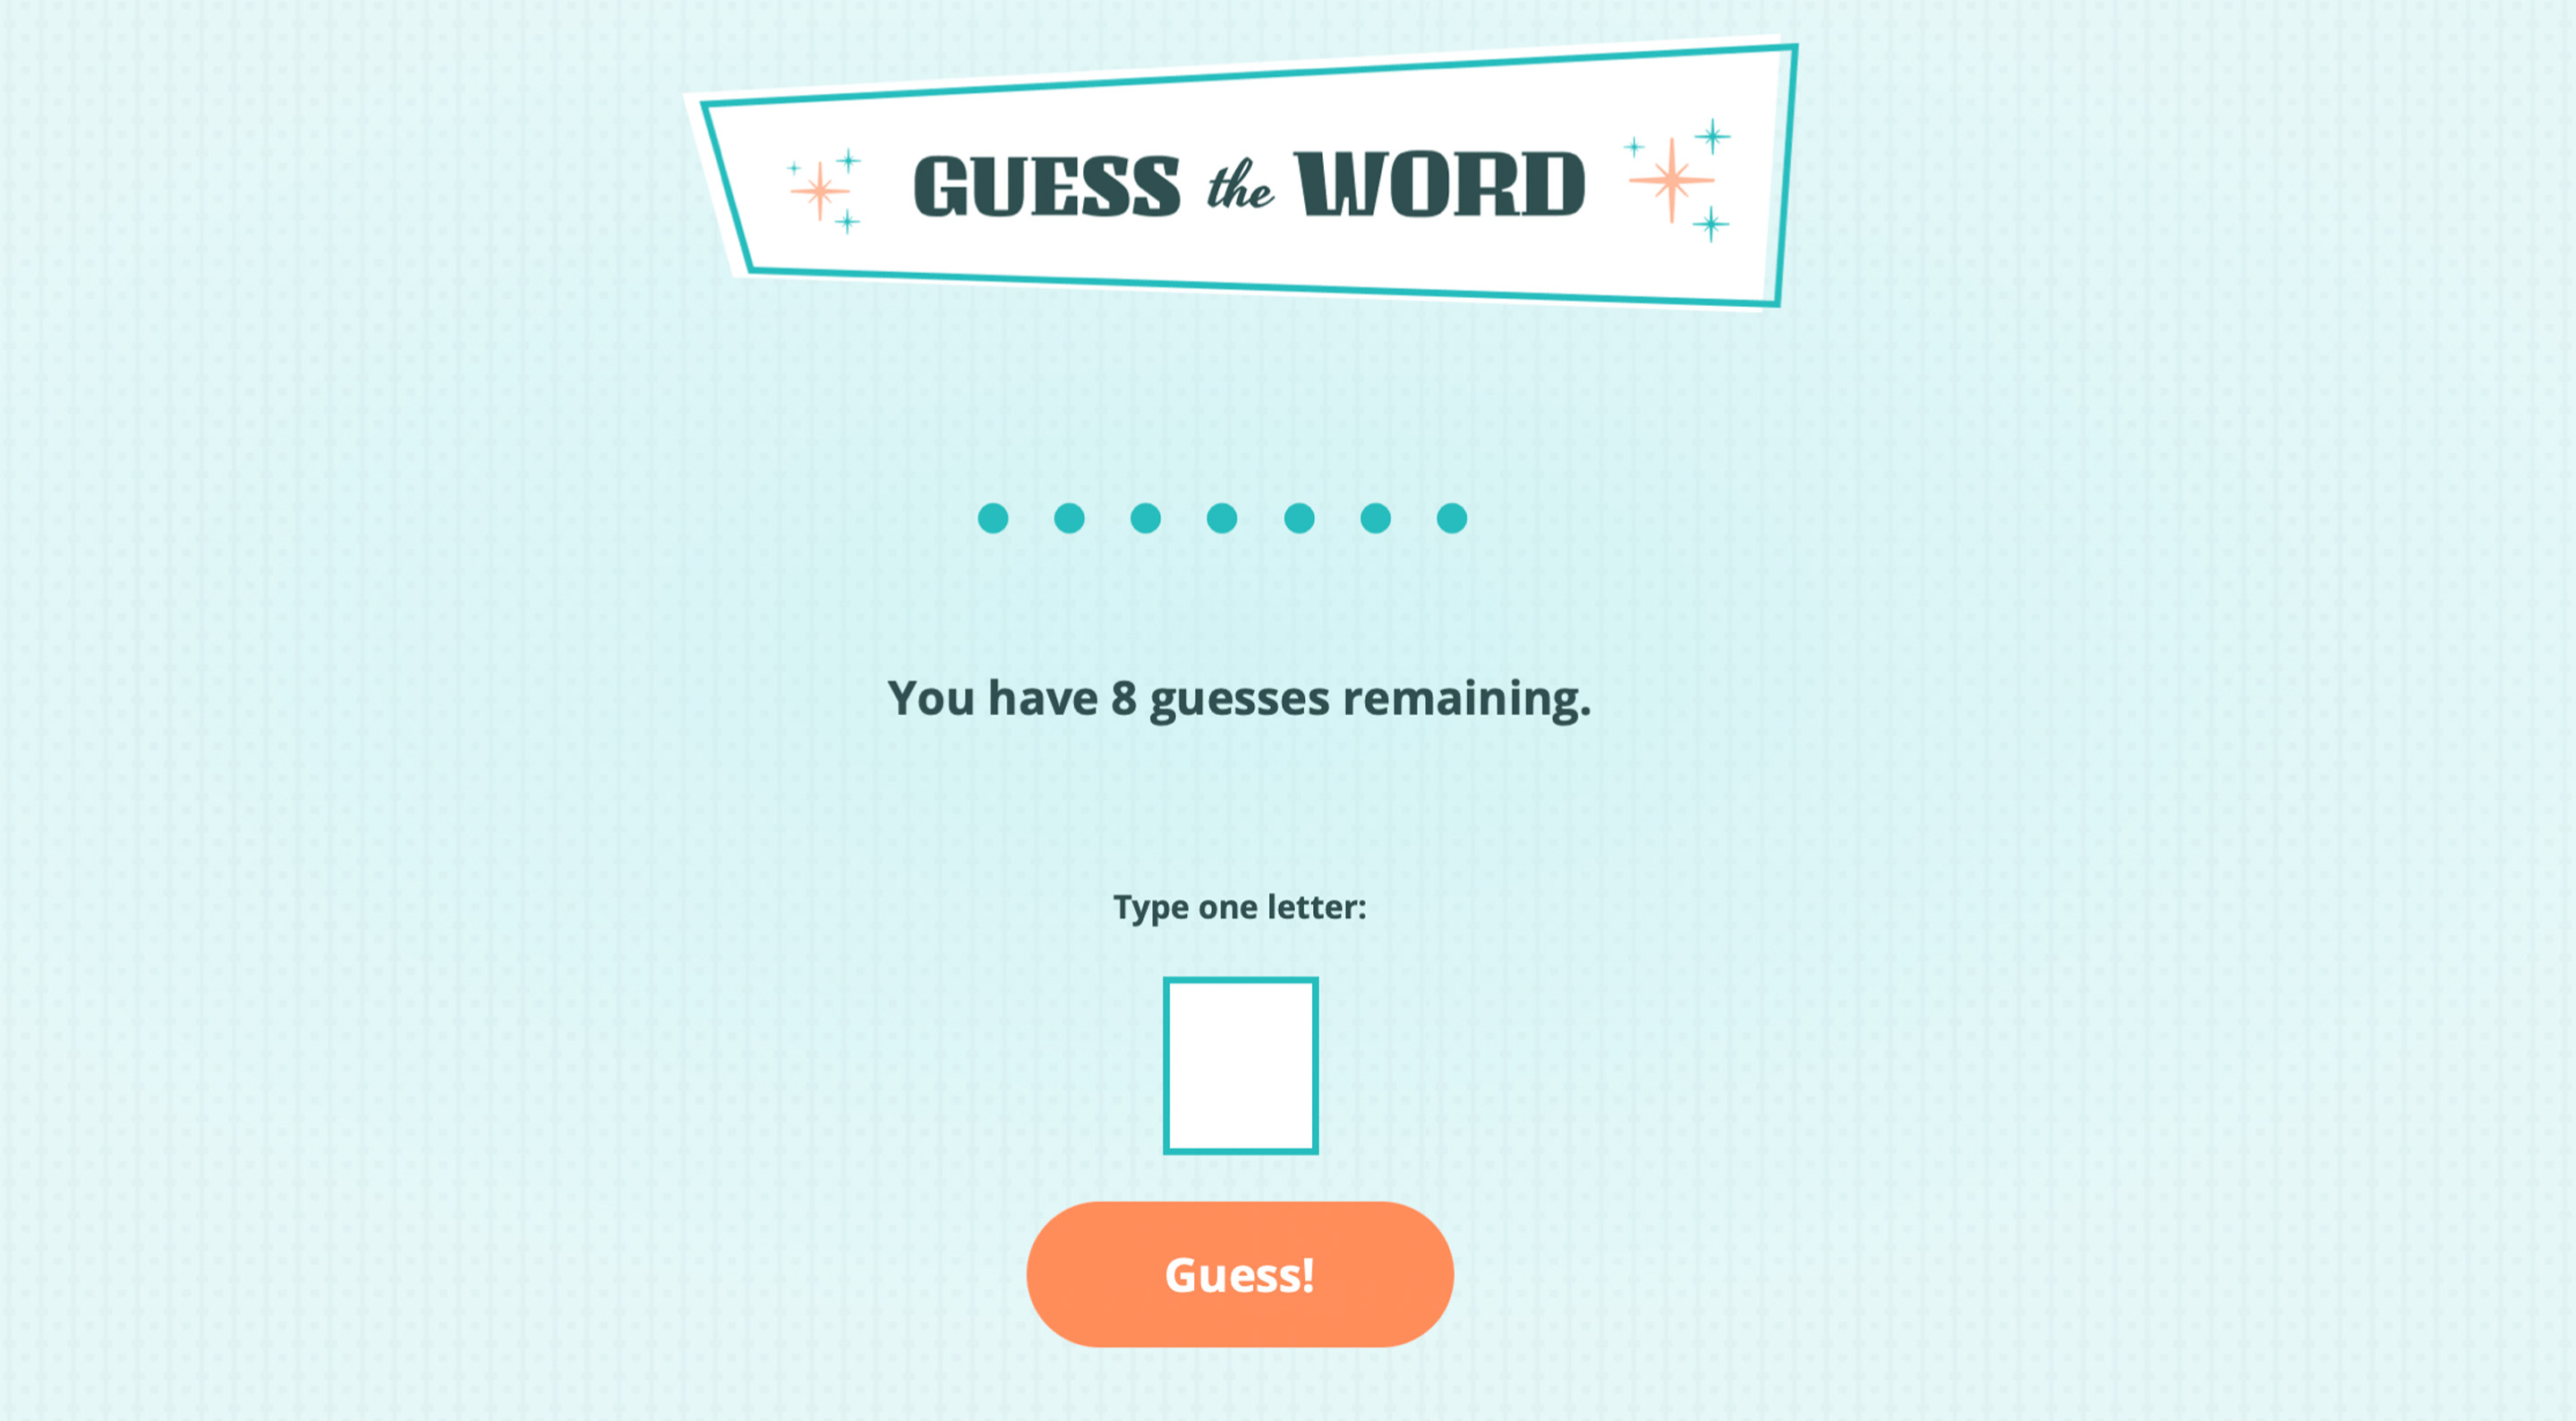 GUESS the WORD
● ● ● ● ● ● ●
You have 8 guesses remaining.
Type one letter:
Guess!